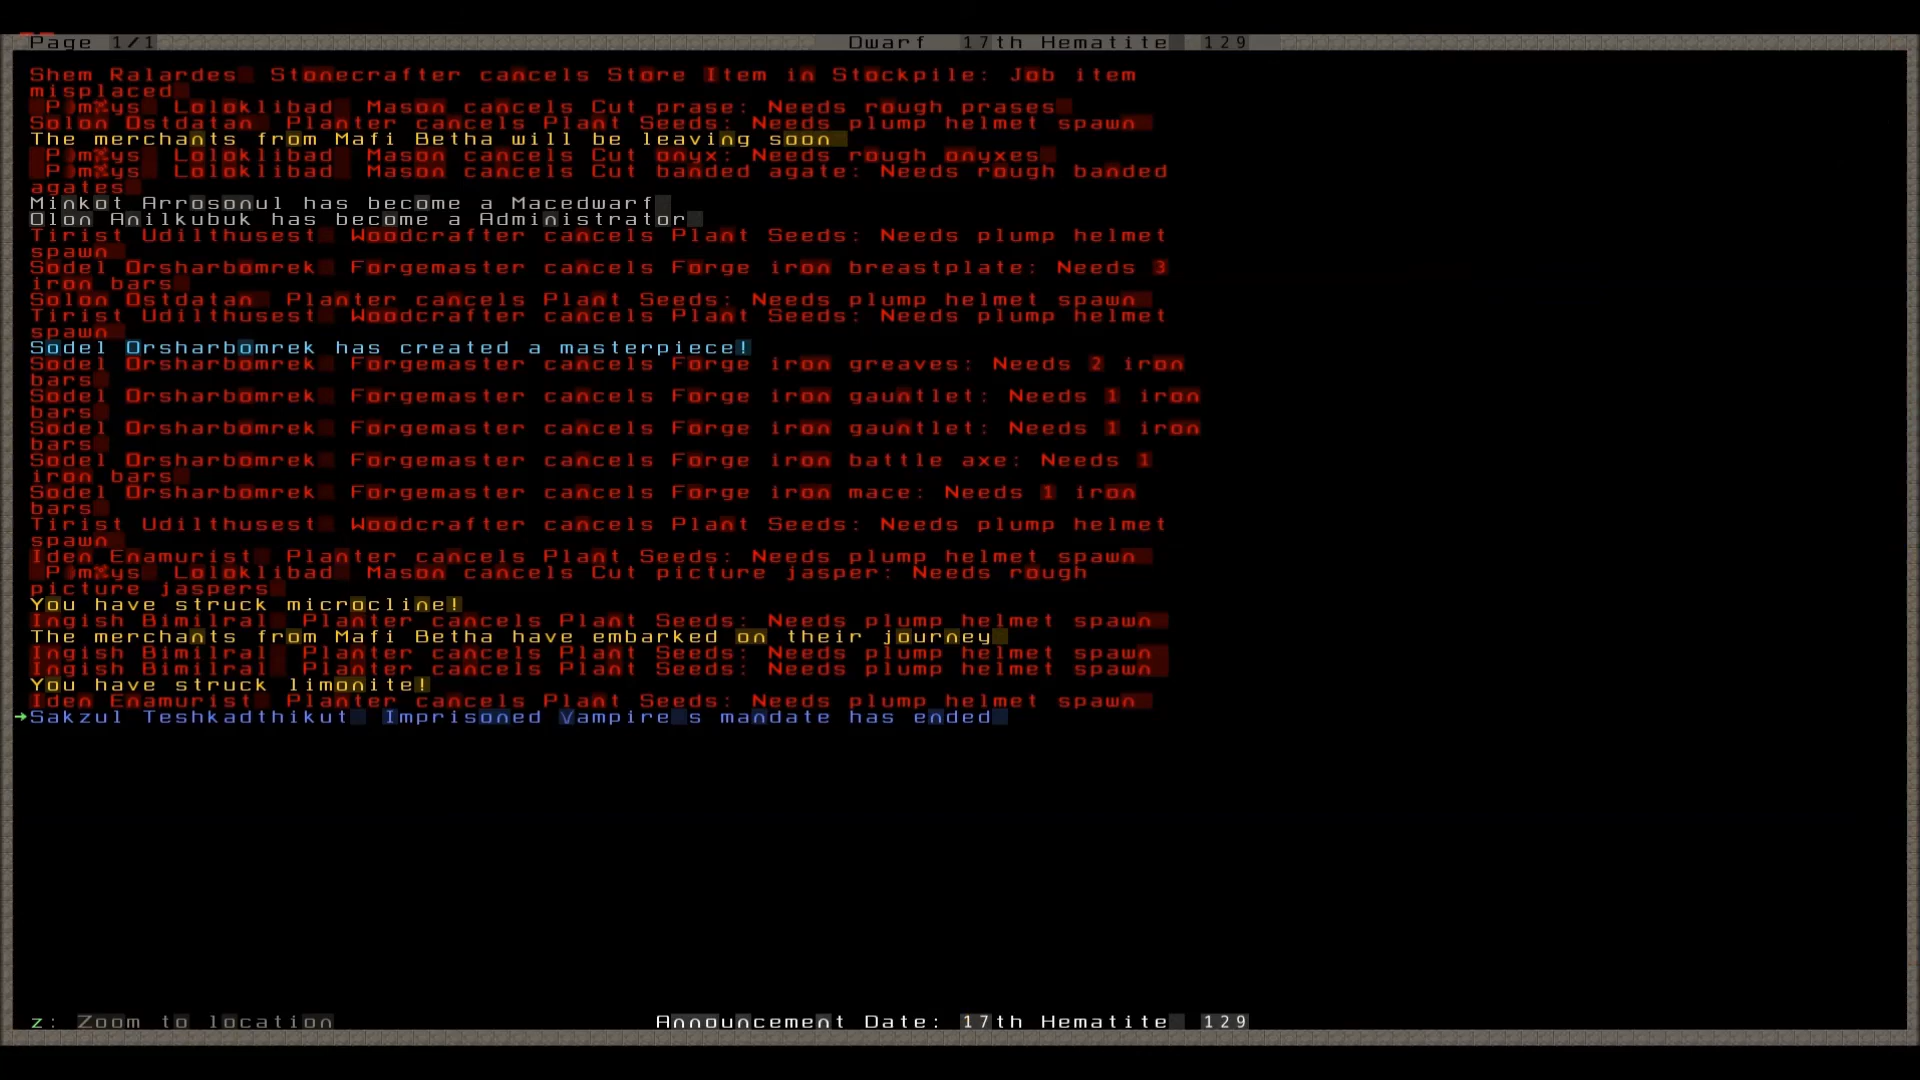 Page 1/1 Dwarf 17th Hematite 129
Shem Ralardes Stonecrafter cancels Store Item in Stockpile: Job item
misplaced
Loloklibad Mason cancels Cut prase: Needs rough prases
Solon Ostdatan Planter cancels Plant Seeds: Needs plump helmet spawn
The merchants from Mafi Betha will be leaving soon
Loloklibad Mason cancels Cut onyx: Needs rough onyxes
Loloklibad Mason cancels Cut banded agate: Needs rough banded
agates
Minkot Arrosonul has become a Macedwarf
Olon Anilkubuk has become a Administrator
Tirist Udilthusest Woodcrafter cancels Plant Seeds: Needs plump helmet
spawn
Sodel Orsharbomrek Forgemaster cancels Forge iron breastplate: Needs 3
iron bars
Solon Ostdatan Planter cancels Plant Seeds: Needs plump helmet spawn
Tirist Udilthusest Woodcrafter cancels Plant Seeds: Needs plump helmet
spawn
Sodel Orsharbomrek has created a masterpiece!
Sodel Orsharbomrek Forgemaster cancels Forge iron greaves: Needs 2 iron
bars
Sodel Orsharbomrek Forgemaster cancels Forge iron gauntlet: Needs 1 iron
bars
Sodel Orsharbomrek Forgemaster cancels Forge iron gauntlet: Needs 1 iron
bars
Sodel Orsharbomrek Forgemaster cancels Forge iron battle axe: Needs 1
iron bars
Sodel Orsharbomrek Forgemaster cancels Forge iron mace: Needs 1 iron
bars
Tirist Udilthusest Woodcrafter cancels Plant Seeds: Needs plump helmet
spawn
Iden Enamurist Planter cancels Plant Seeds: Needs plump helmet spawn
Loloklibad Mason cancels Cut picture jasper: Needs rough
picture jaspers
You have struck microcline!
Ingish Bimilral Planter cancels Plant Seeds: Needs plump helmet spawn
The merchants from Mafi Betha have embarked on their journey
Ingish Bimilral Planter cancels Plant Seeds: Needs plump helmet spawn
Ingish Bimilral Planter cancels Plant Seeds: Needs plump helmet spawn
You have struck limonite!
Iden Enamurist Planter cancels Plant Seeds: Needs plump helmet spawn
→Sakzul Teshkadthikut Imprisoned Vampire s mandate has ended
z: Zoom to location Announcement Date: 17th Hematite 129